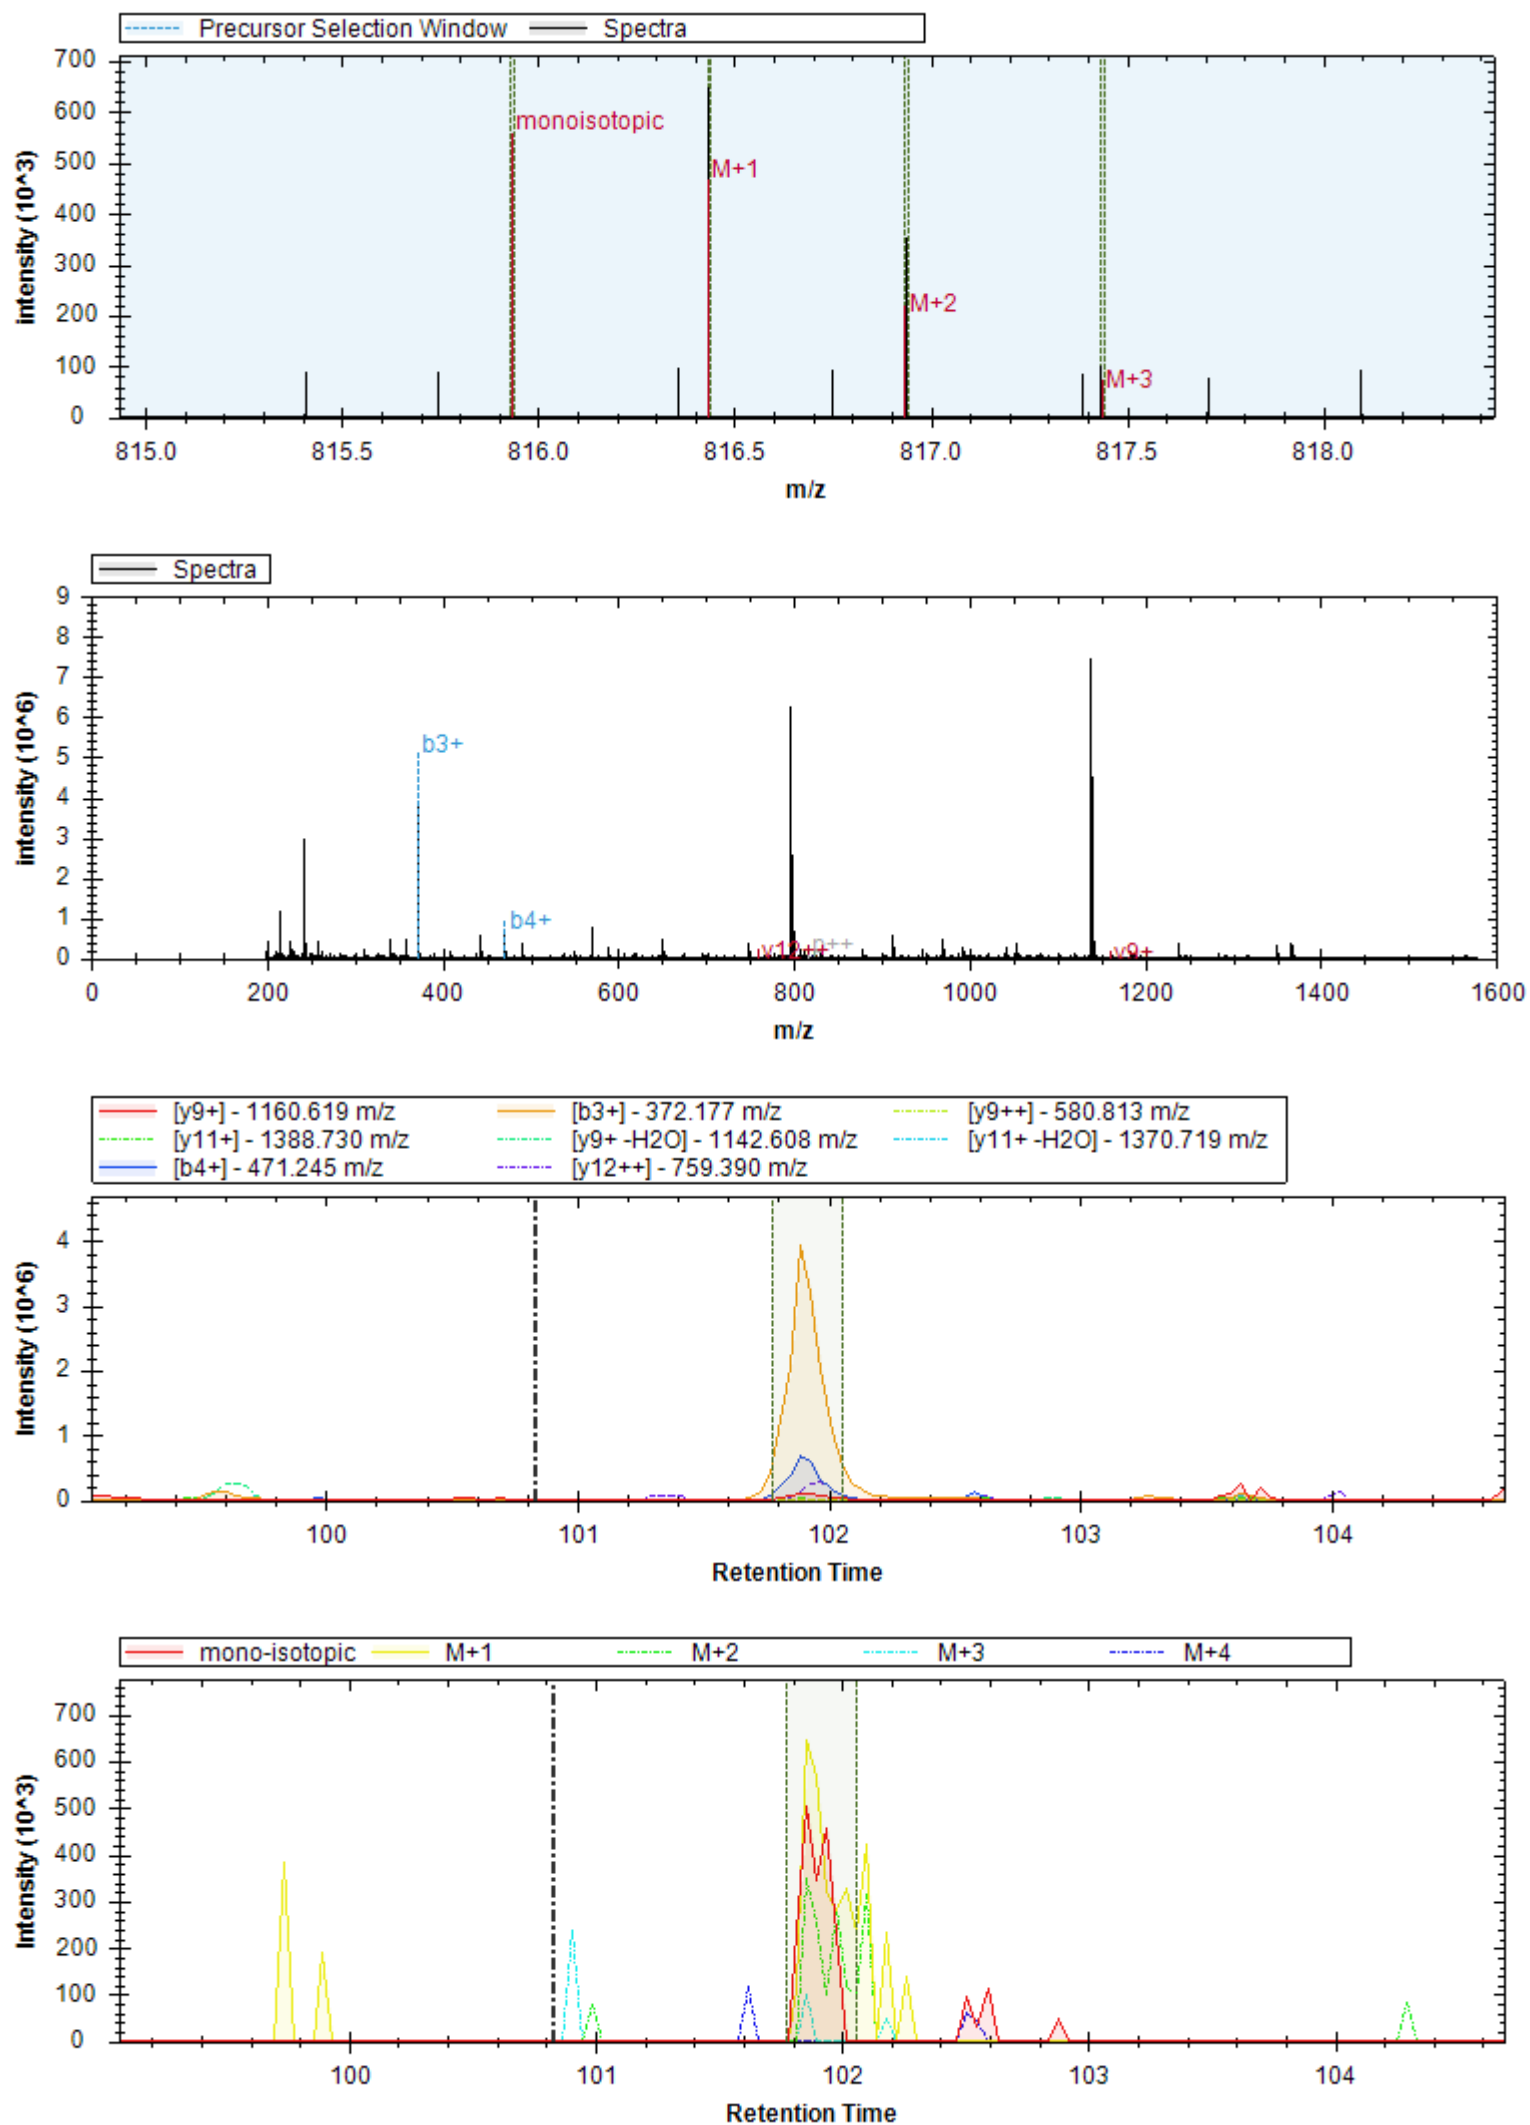 Precursor Selection Window Spectra
700
600
500
400
300
200
100
0
intensity (10^3)
monoisotopic
M+1
M+2
M+3
815.0 815.5 816.0 816.5 817.0 817.5 818.0
m/z
Spectra
9
8
7
6
5
4
3
2
1
0
intensity (10^6)
b3+
b4+
y12++
p++
y9+
0 200 400 600 800 1000 1200 1400 1600
m/z
[y9+] - 1160.619 m/z [b3+] - 372.177 m/z [y9++] - 580.813 m/z
[y11+] - 1388.730 m/z [y9+ -H2O] - 1142.608 m/z [y11+ -H2O] - 1370.719 m/z
[b4+] - 471.245 m/z [y12++] - 759.390 m/z
4
3
2
1
0
Intensity (10^6)
100 101 102 103 104
Retention Time
mono-isotopic M+1 M+2 M+3 M+4
700
600
500
400
300
200
100
0
Intensity (10^3)
100 101 102 103 104
Retention Time